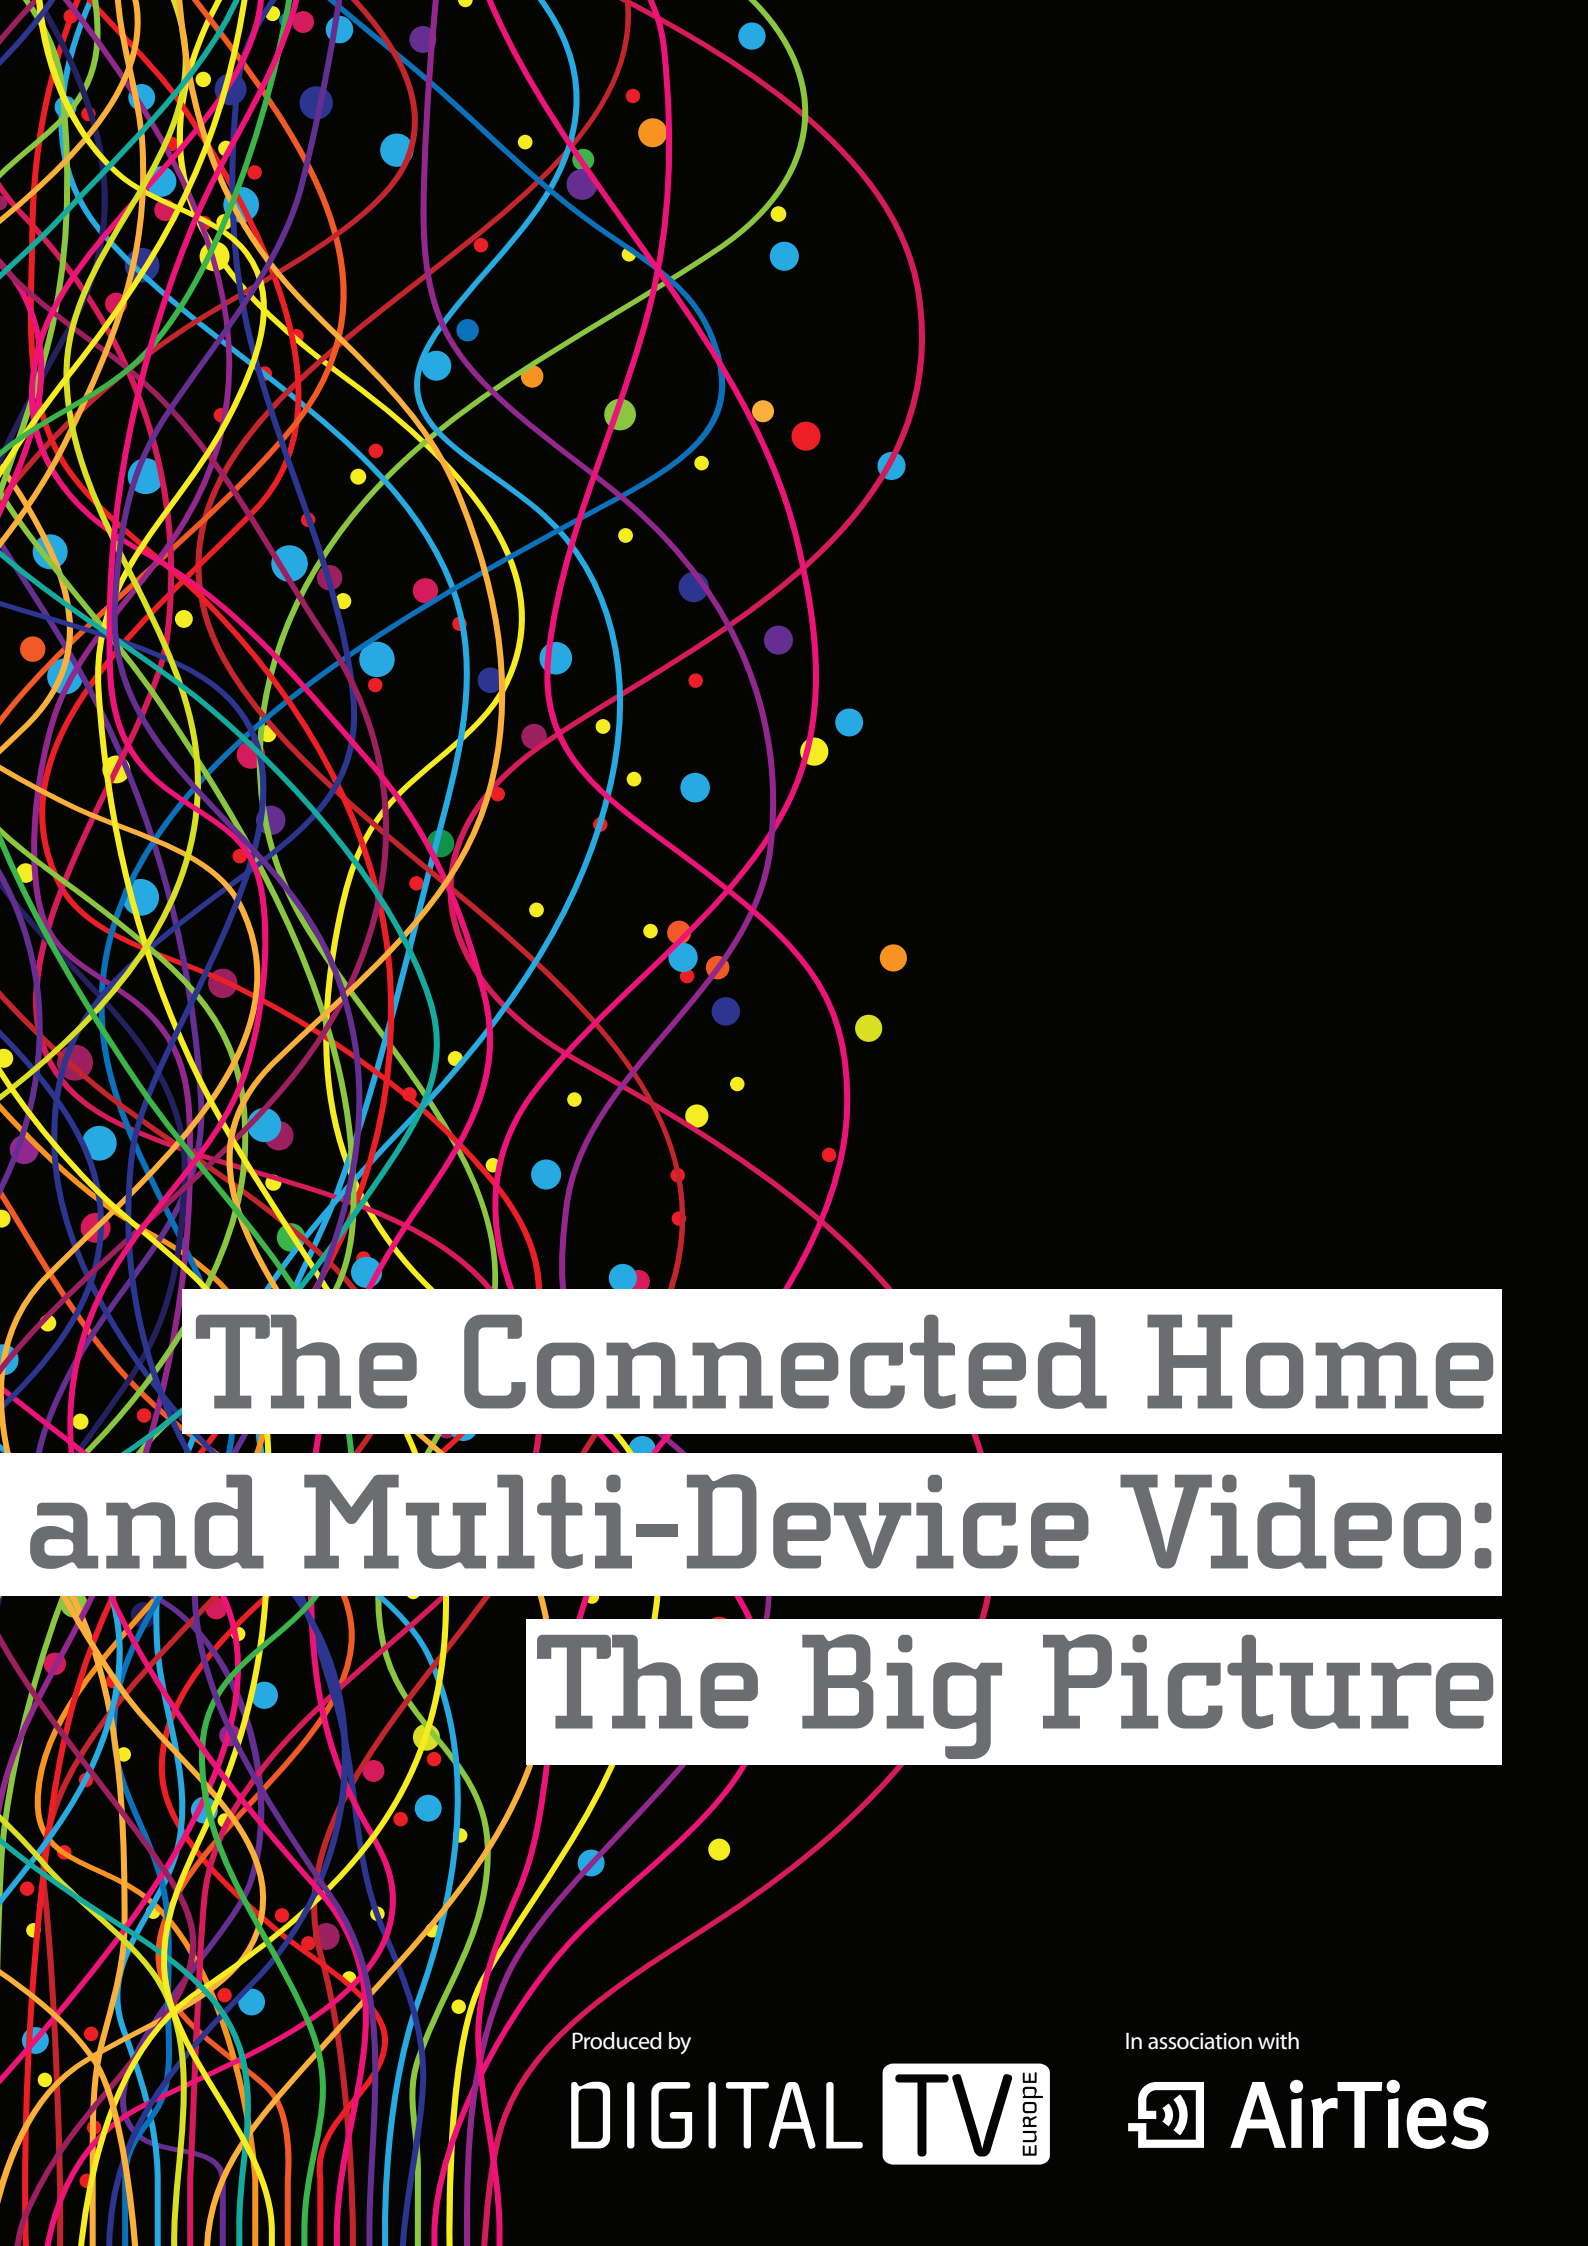 The Connected Home
and Multi-Device Video:
The Big Picture
Produced by
In association with
DIGITAL TV EUROPE
AirTies